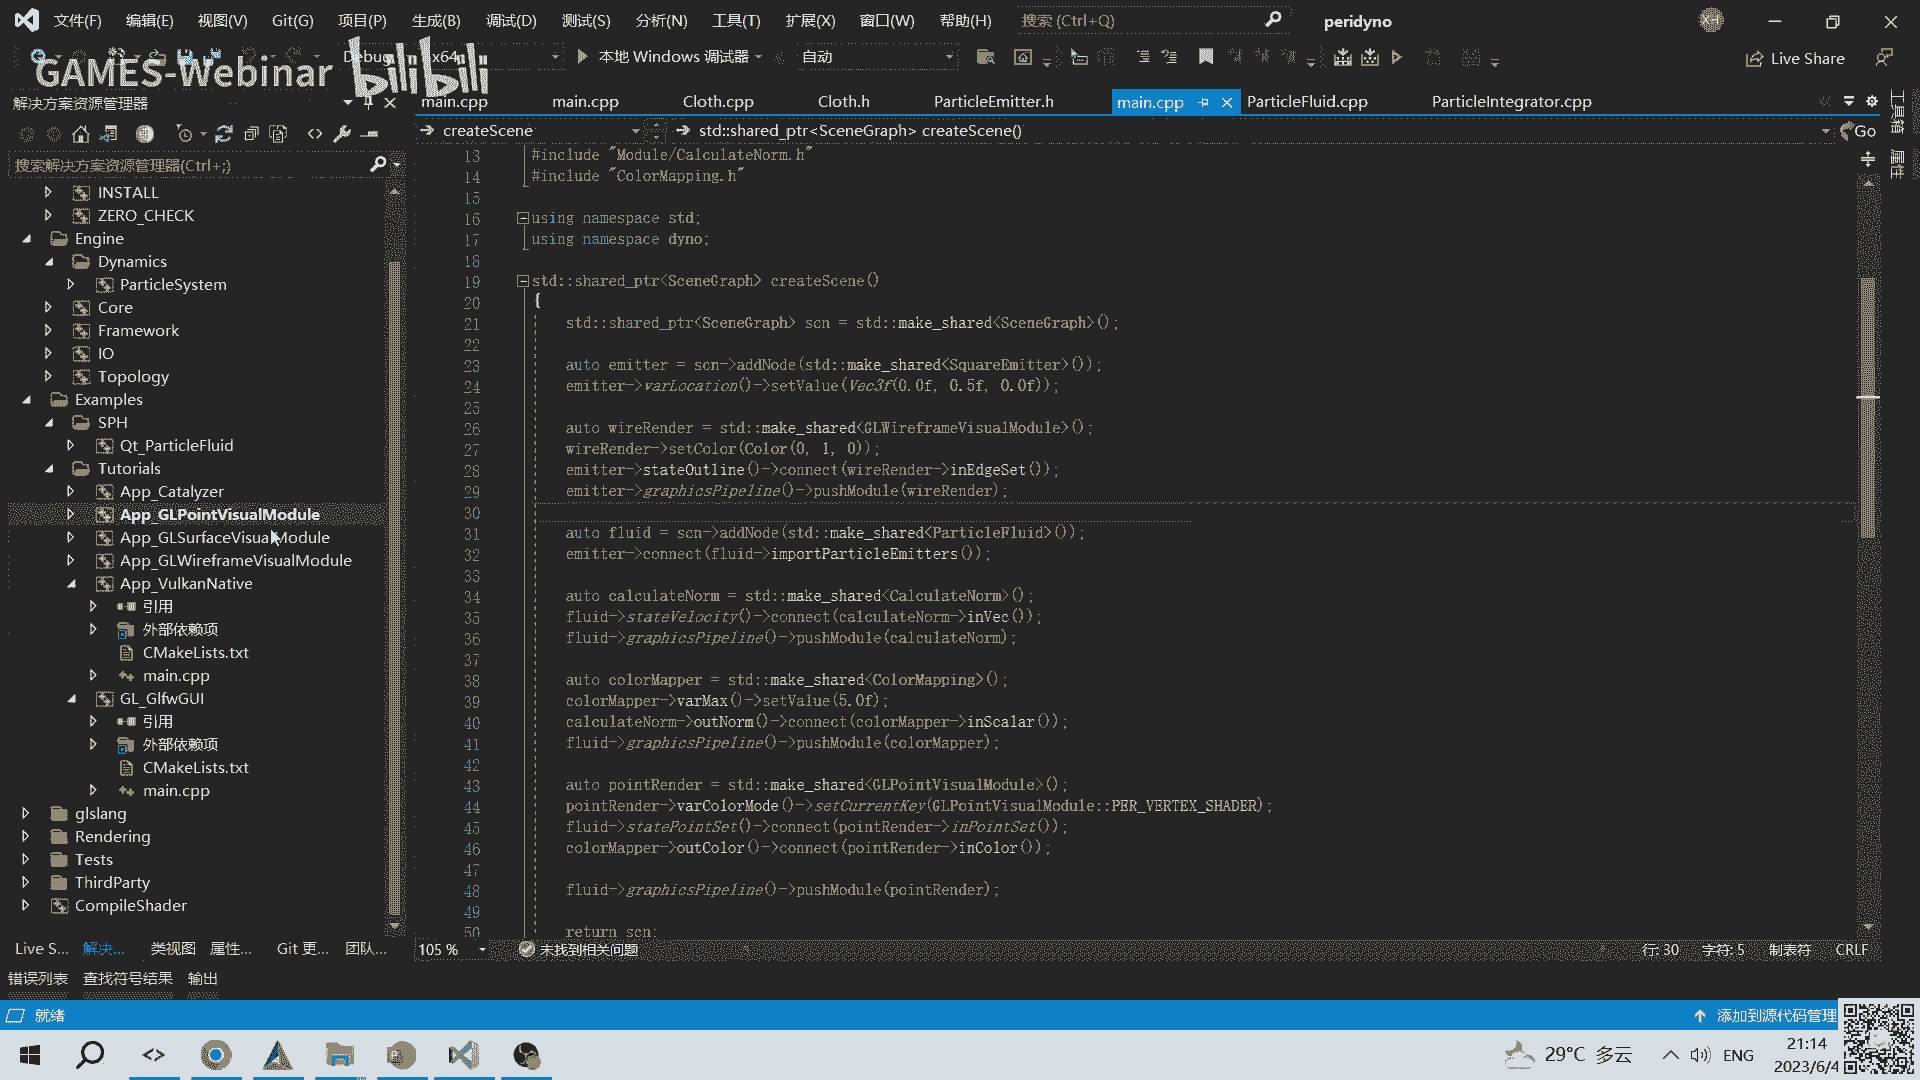 文件(F) 编辑(E) 视图(V) Git(G) 项目(P) 生成(B) 调试(D) 测试(S) 分析(N) 工具(T) 扩展(X) 窗口(W) 帮助(H) 搜索 (Ctrl+Q) peridyno XH
Debug x64 本地 Windows 调试器 自动 Live Share
GAMES-Webinar bilibili
解决方案资源管理器
main.cpp main.cpp Cloth.cpp Cloth.h ParticleEmitter.h main.cpp ParticleFluid.cpp ParticleIntegrator.cpp
createScene std::shared_ptr<SceneGraph> createScene() Go
工具箱
属性
搜索解决方案资源管理器(Ctrl+;)
INSTALL
ZERO_CHECK
Engine
Dynamics
ParticleSystem
Core
Framework
IO
Topology
Examples
SPH
Qt_ParticleFluid
Tutorials
App_Catalyzer
App_GLPointVisualModule
App_GLSurfaceVisualModule
App_GLWireframeVisualModule
App_VulkanNative
引用
外部依赖项
CMakeLists.txt
main.cpp
GL_GlfwGUI
引用
外部依赖项
CMakeLists.txt
main.cpp
glslang
Rendering
Tests
ThirdParty
CompileShader
13 #include "Module/CalculateNorm.h"
14 #include "ColorMapping.h"
15
16 using namespace std;
17 using namespace dyno;
18
19 std::shared_ptr<SceneGraph> createScene()
20 {
21 std::shared_ptr<SceneGraph> scn = std::make_shared<SceneGraph>();
22
23 auto emitter = scn->addNode(std::make_shared<SquareEmitter>());
24 emitter->varLocation()->setValue(Vec3f(0.0f, 0.5f, 0.0f));
25
26 auto wireRender = std::make_shared<GLWireframeVisualModule>();
27 wireRender->setColor(Color(0, 1, 0));
28 emitter->stateOutline()->connect(wireRender->inEdgeSet());
29 emitter->graphicsPipeline()->pushModule(wireRender);
30
31 auto fluid = scn->addNode(std::make_shared<ParticleFluid>());
32 emitter->connect(fluid->importParticleEmitters());
33
34 auto calculateNorm = std::make_shared<CalculateNorm>();
35 fluid->stateVelocity()->connect(calculateNorm->inVec());
36 fluid->graphicsPipeline()->pushModule(calculateNorm);
37
38 auto colorMapper = std::make_shared<ColorMapping>();
39 colorMapper->varMax()->setValue(5.0f);
40 calculateNorm->outNorm()->connect(colorMapper->inScalar());
41 fluid->graphicsPipeline()->pushModule(colorMapper);
42
43 auto pointRender = std::make_shared<GLPointVisualModule>();
44 pointRender->varColorMode()->setCurrentKey(GLPointVisualModule::PER_VERTEX_SHADER);
45 fluid->statePointSet()->connect(pointRender->inPointSet());
46 colorMapper->outColor()->connect(pointRender->inColor());
47
48 fluid->graphicsPipeline()->pushModule(pointRender);
49
50 return scn;
Live S... 解决... 类视图 属性... Git 更... 团队... 105 % 未找到相关问题 行: 30 字符: 5 制表符 CRLF
错误列表 查找符号结果 输出
就绪 添加到源代码管理
29°C 多云 ENG 21:14
2023/6/4